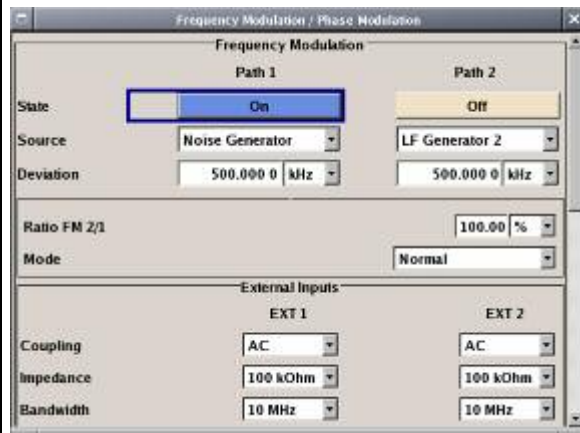 Frequency Modulation / Phase Modulation
Frequency Modulation
Path 1 Path 2
State On Off
Source Noise Generator LF Generator 2
Deviation 500.000 0 kHz 500.000 0 kHz
Ratio FM 2/1 100.00 %
Mode Normal
External Inputs
EXT 1 EXT 2
Coupling AC AC
Impedance 100 kOhm 100 kOhm
Bandwidth 10 MHz 10 MHz